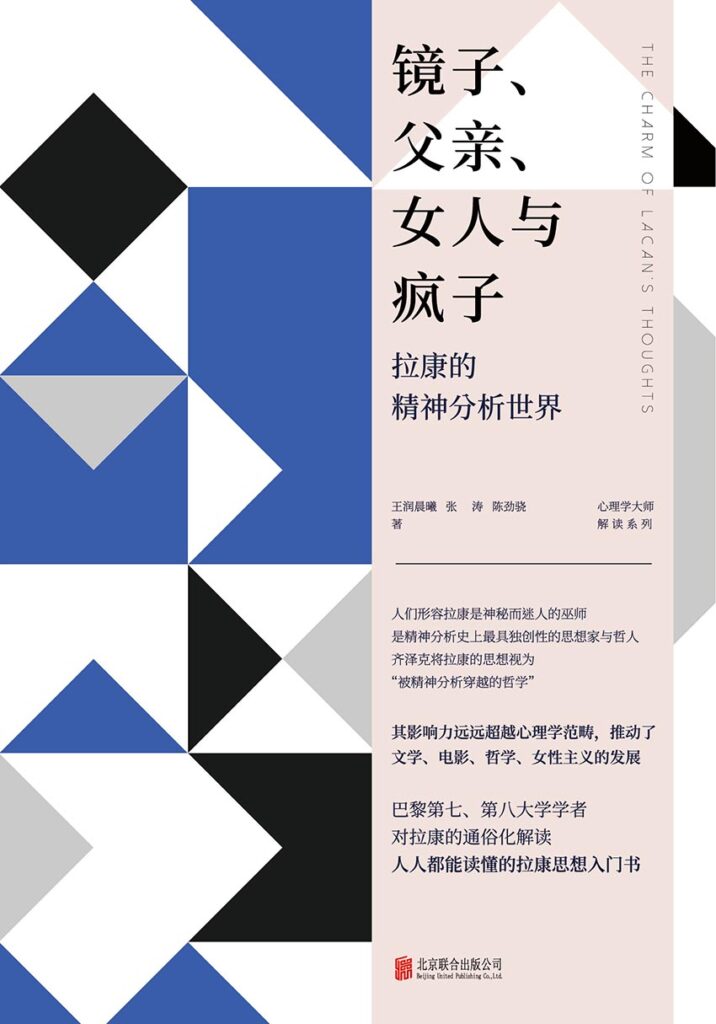 镜子、
父亲、
女人与
疯子
THE CHARM OF LACAN'S THOUGHTS
拉康的
精神分析世界
王润晨曦 张 涛 陈劲骁
著
心理学大师
解读系列
人们形容拉康是神秘而迷人的巫师
是精神分析史上最具独创性的思想家与哲人
齐泽克将拉康的思想视为
“被精神分析穿越的哲学”
其影响力远远超越心理学范畴，推动了
文学、电影、哲学、女性主义的发展
巴黎第七、第八大学学者
对拉康的通俗化解读
人人都能读懂的拉康思想入门书
北京联合出版公司
Beijing United Publishing Co.,Ltd.